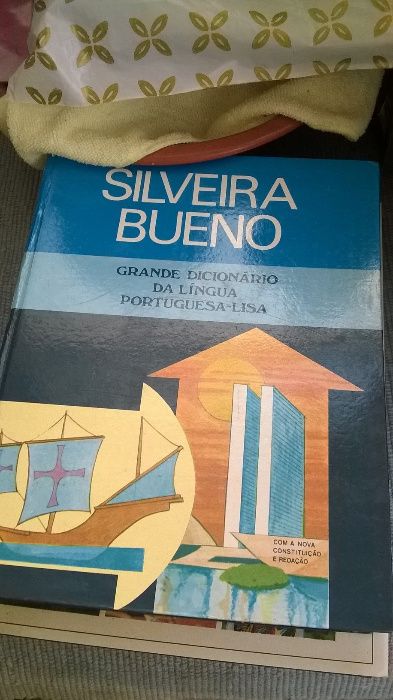 SILVEIRA
BUENO
GRANDE DICIONÁRIO
DA LÍNGUA
PORTUGUESA-LISA
COM A NOVA
CONSTITUIÇÃO
E REDAÇÃO